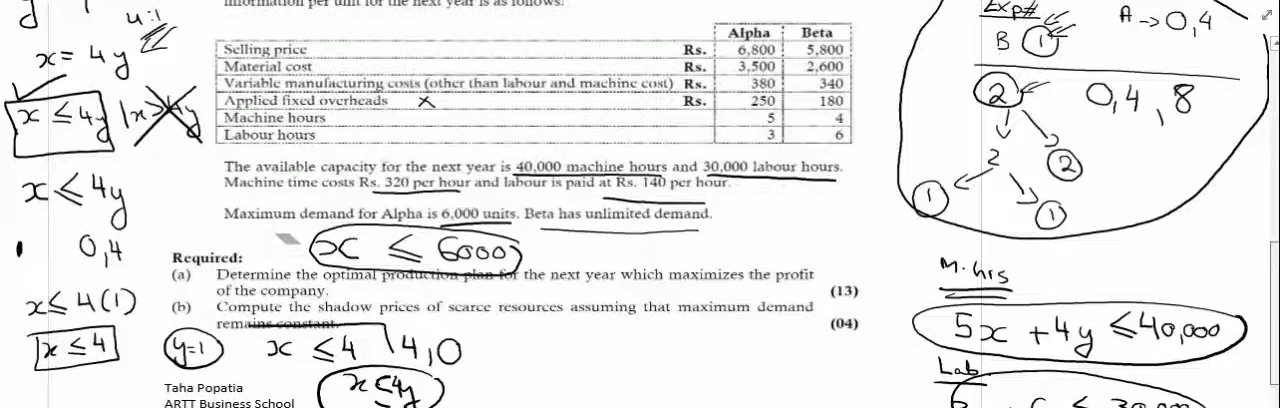 information per unit for the next year is as follows:
Alpha Beta
Selling price Rs. 6,800 5,800
Material cost Rs. 3,500 2,600
Variable manufacturing costs (other than labour and machine cost) Rs. 380 340
Applied fixed overheads x Rs. 250 180
Machine hours 5 4
Labour hours 3 6
The available capacity for the next year is 40,000 machine hours and 30,000 labour hours.
Machine time costs Rs. 320 per hour and labour is paid at Rs. 140 per hour.
Maximum demand for Alpha is 6,000 units. Beta has unlimited demand.
x ≤ 6000
Required:
(a) Determine the optimal production plan for the next year which maximizes the profit
of the company. (13)
(b) Compute the shadow prices of scarce resources assuming that maximum demand
remains constant. (04)
y=1 x ≤ 4 4,0
x ≤ 4y
Taha Popatia
ARTT Business School
4:1
x = 4y
x ≤ 4y
x ≤ 4y
0,4
x ≤ 4(1)
x ≤ 4
Exp#
A → 0,4
B 1
2 0,4,8
2 2
1 1
M.hrs
5x + 4y ≤ 40,000
Lab